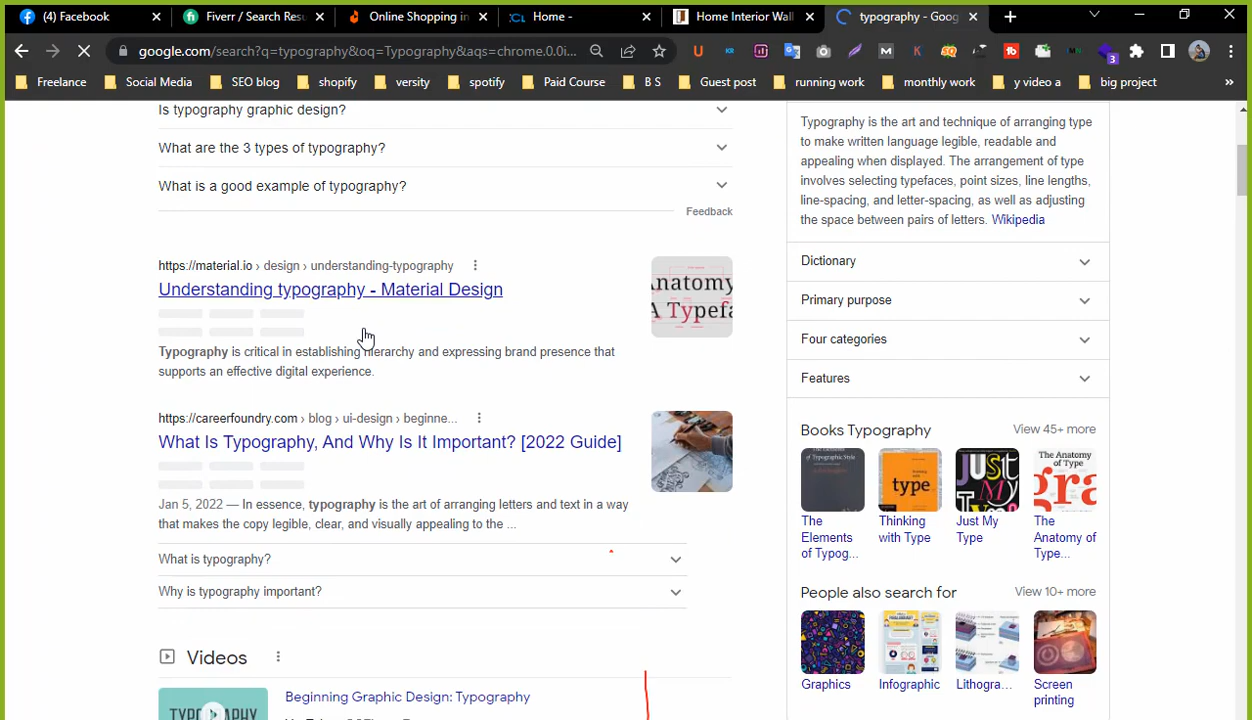 (4) Facebook
Fiverr / Search Resu
Online Shopping in
Home -
Home Interior Wall
typography - Goog
google.com/search?q=typography&oq=Typography&aqs=chrome.0.0i...
3
Freelance
Social Media
SEO blog
shopify
versity
spotify
Paid Course
B S
Guest post
running work
monthly work
y video a
big project
»
Is typography graphic design?
What are the 3 types of typography?
What is a good example of typography?
Feedback
https://material.io › design › understanding-typography
Understanding typography - Material Design
Typography is critical in establishing hierarchy and expressing brand presence that
supports an effective digital experience.
Anatomy
A Typefa
https://careerfoundry.com › blog › ui-design › beginne...
What Is Typography, And Why Is It Important? [2022 Guide]
Jan 5, 2022 — In essence, typography is the art of arranging letters and text in a way
that makes the copy legible, clear, and visually appealing to the ...
What is typography?
Why is typography important?
Videos
Beginning Graphic Design: Typography
Typography is the art and technique of arranging type
to make written language legible, readable and
appealing when displayed. The arrangement of type
involves selecting typefaces, point sizes, line lengths,
line-spacing, and letter-spacing, as well as adjusting
the space between pairs of letters. Wikipedia
Dictionary
Primary purpose
Four categories
Features
Books Typography
View 45+ more
The
Elements
of Typog...
Thinking
with Type
Just My
Type
The
Anatomy
of
Type...
People also search for
View 10+ more
Graphics
Infographic
Lithogra...
Screen
printing